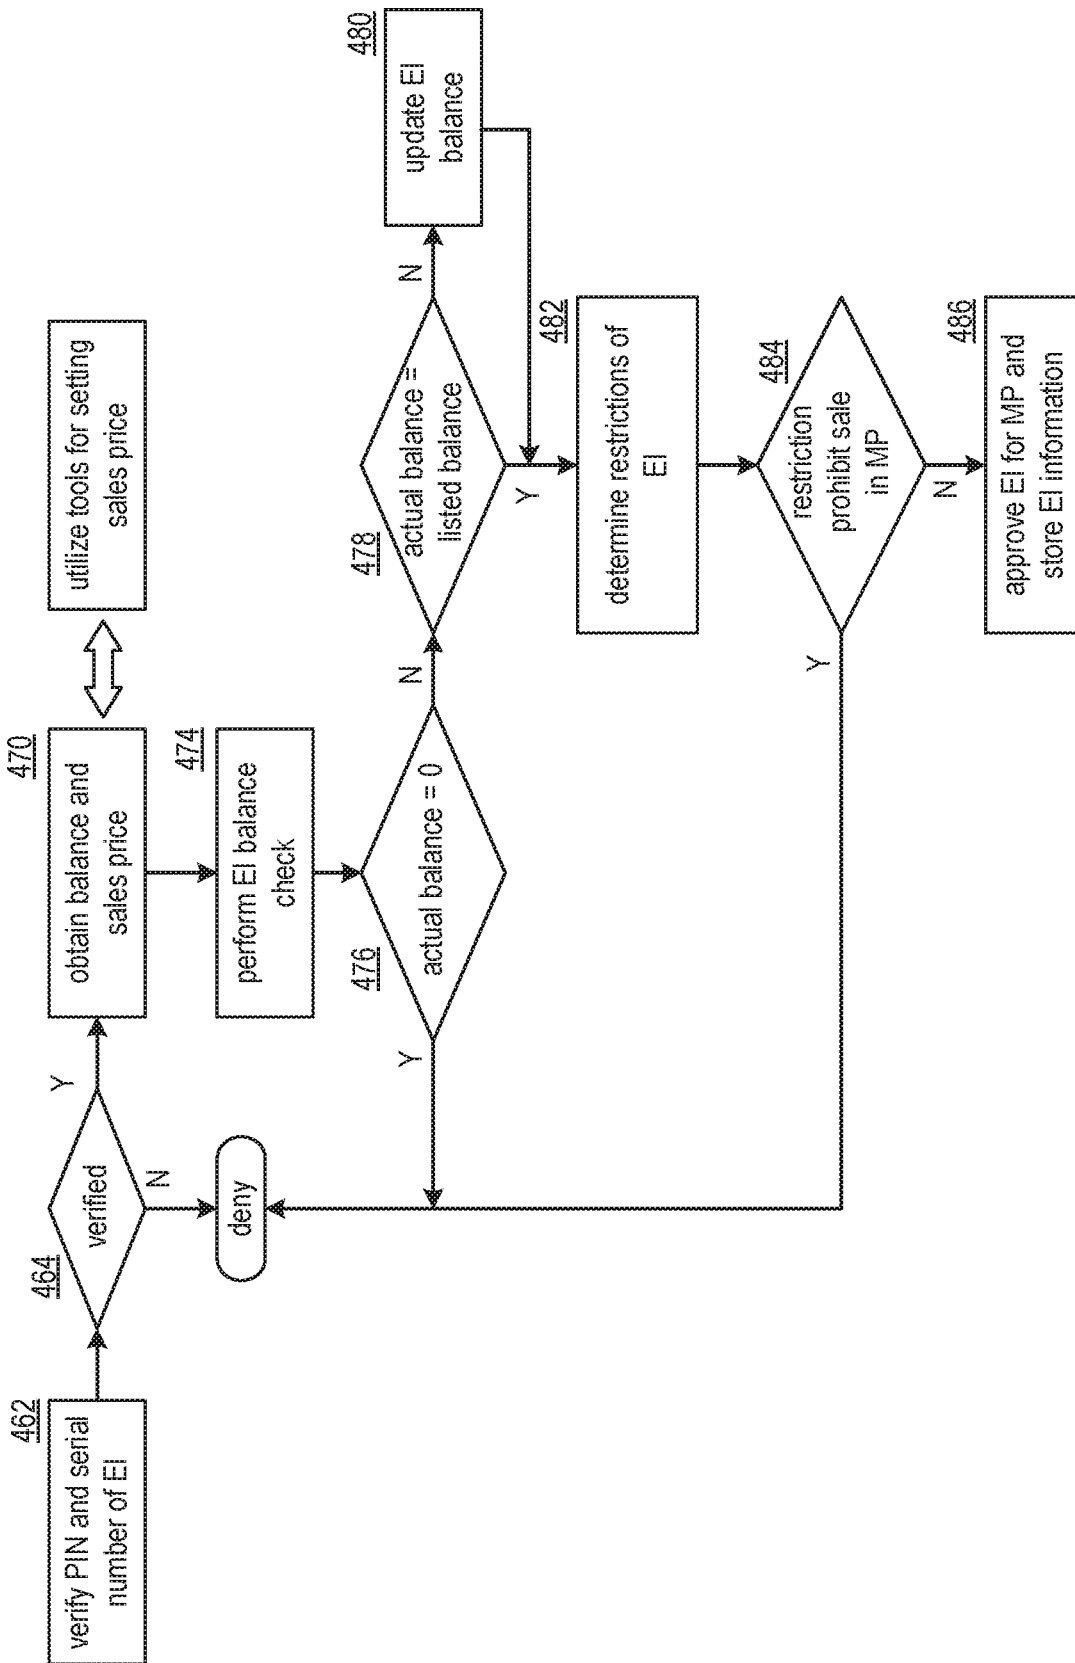 462
verify PIN and serial
number of EI
464
verified
Y
N
deny
470
obtain balance and
sales price
utilize tools for setting
sales price
474
perform EI balance
check
476
actual balance = 0
Y
N
478
actual balance =
listed balance
N
Y
480
update EI
balance
482
determine restrictions of
EI
484
restriction
prohibit sale
in MP
Y
N
486
approve EI for MP and
store EI information